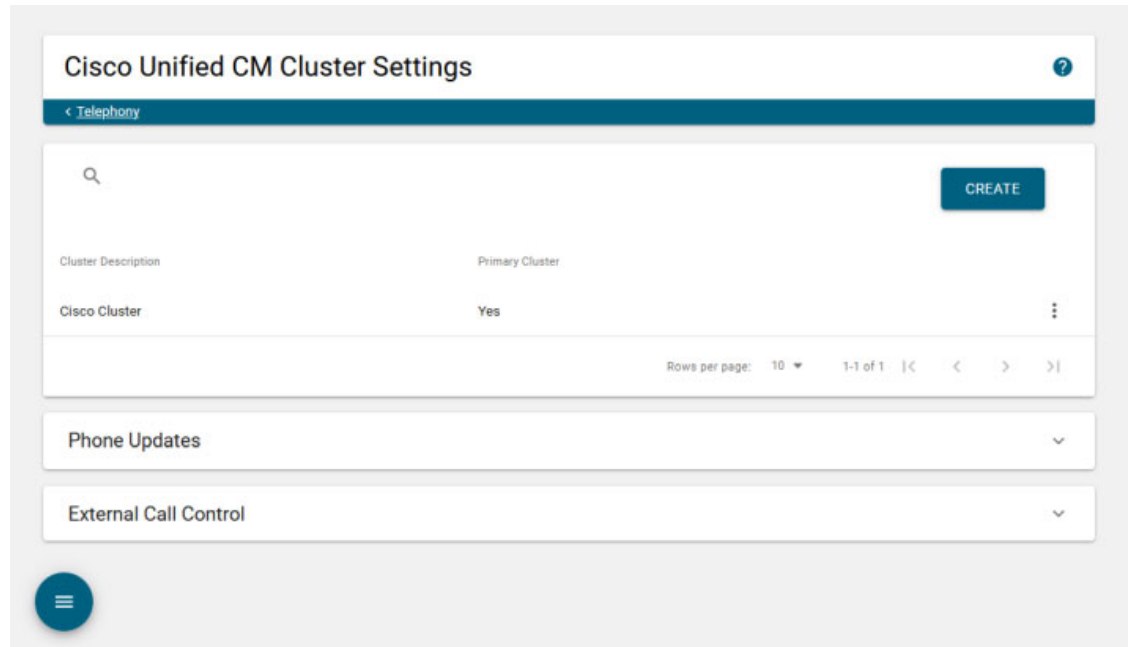 Cisco Unified CM Cluster Settings
?
< Telephony
CREATE
Cluster Description Primary Cluster
Cisco Cluster Yes
Rows per page: 10 1-1 of 1 |< < > >|
Phone Updates
External Call Control